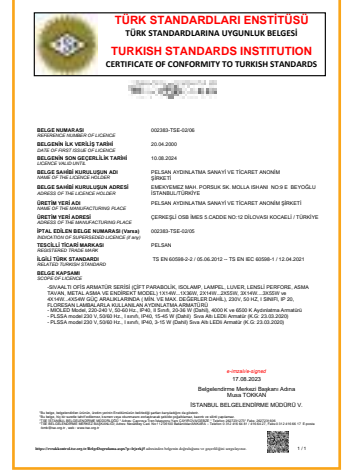 TÜRK STANDARDLARI ENSTİTÜSÜ
TÜRK STANDARDLARINA UYGUNLUK BELGESİ
TURKISH STANDARDS INSTITUTION
CERTIFICATE OF CONFORMITY TO TURKISH STANDARDS
BELGE NUMARASI 002383-TSE-02/08
REFERENCE NUMBER OF LICENCE
BELGENİN İLK VERİLİŞ TARİHİ 20.04.2000
DATE OF FIRST ISSUE OF LICENCE
BELGENİN SON GEÇERLİLİK TARİHİ 10.08.2024
LICENCE VALID UNTIL
BELGE SAHİBİ KURULUŞUN ADI PELSAN AYDINLATMA SANAYİ VE TİCARET ANONİM
NAME OF THE LICENCE HOLDER ŞİRKETİ
BELGE SAHİBİ KURULUŞUN ADRESİ EMEKYEMEZ MAH. PORSUK SK. MOLLA ISHANI NO:9 E BEYOĞLU
ADRESS OF THE LICENCE HOLDER İSTANBUL/TÜRKİYE
ÜRETİM YERİ ADI PELSAN AYDINLATMA SANAYİ VE TİCARET ANONİM ŞİRKETİ
NAME OF THE MANUFACTURING PLACE
ÜRETİM YERİ ADRESİ ÇERKEŞLİ OSB İMES 5.CADDE NO:12 DİLOVASI KOCAELİ / TÜRKİYE
ADRESS OF THE MANUFACTURING PLACE
İPTAL EDİLEN BELGE NUMARASI (Varsa) 002383-TSE-02/05
INDICATION OF SUPERSEDED LICENCE (if any)
TESCİLLİ TİCARİ MARKASI PELSAN
REGISTERED TRADE MARK
İLGİLİ TÜRK STANDARDI TS EN 60598-2-2 / 05.06.2012 – TS EN IEC 60598-1 / 12.04.2021
RELATED TURKISH STANDARD
BELGE KAPSAMI
SCOPE OF LICENCE
-SIVAALTI OFİS ARMATÜR SERİSİ (ÇİFT PARABOLİK, ISOLAMP, LAMPEL, LUVER, LENSLİ PERFORE, ASMA
TAVAN, METAL ASMA VE ENDİREKT MODEL) 1X14W...1X36W, 2X14W...2X55W, 3X14W...3X55W ve
4X14W...4X54W GÜÇ ARALIKLARINDA ( MİN. VE MAX. DEĞERLER DAHİL), 230V, 50 HZ, I SINIFI, IP 20,
FLORESAN LAMBALARLA KULLANILAN AYDINLATMA ARMATÜRÜ
- MIOLED Model, 220-240 V, 50-60 Hz, IP40, II Sınıfı, 20-36 W (Dahil), 4000 K ve 6500 K Aydınlatma Armatürü
- PLSSA model 230 V, 50/60 Hz, I sınıfı, IP40, 15-45 W (Dahil) Sıva Altı LEDli Armatür (K.G: 23.03.2020)
- PLSSA model 230 V, 50/60 Hz., I sınıfı, IP40, 3-15 W (Dahil) Sıva Altı LEDli Armatür (K.G. 23.03.2020)
e-imzalıdır-signed
17.08.2023
Belgelendirme Merkezi Başkanı Adına
Musa TOKKAN
İSTANBUL BELGELENDİRME MÜDÜRÜ V.
1 / 1